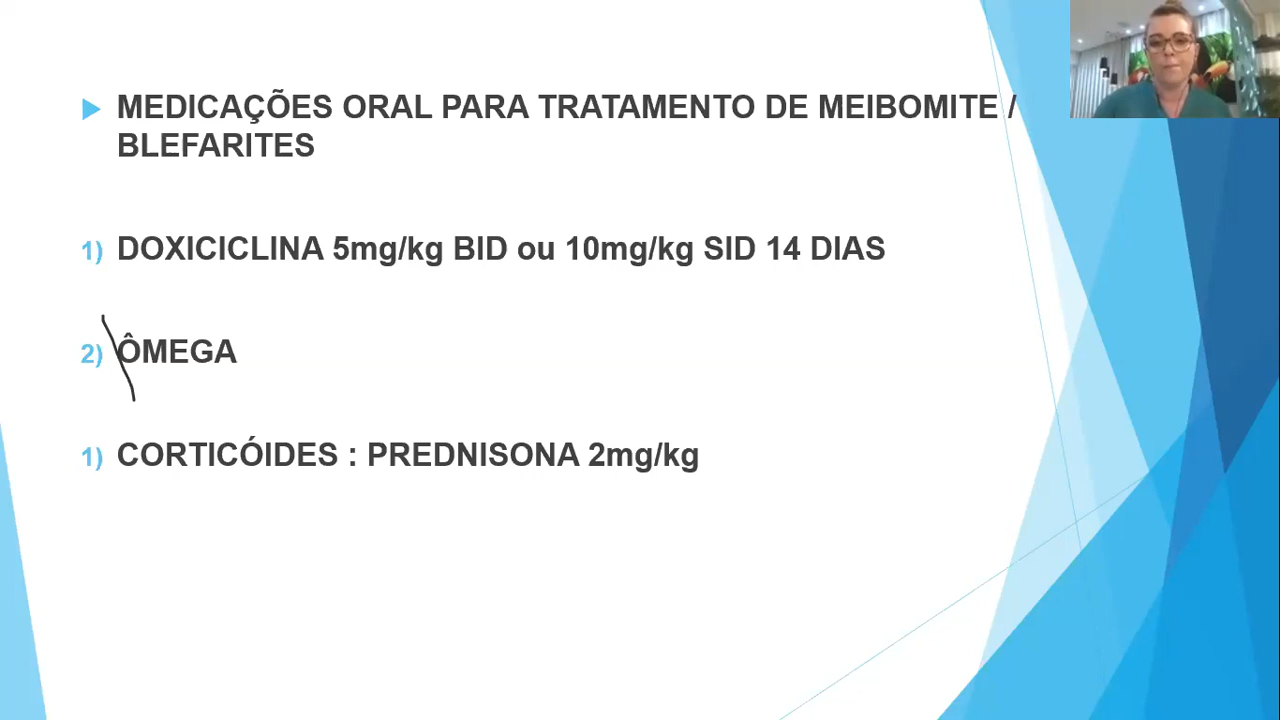 MEDICAÇÕES ORAL PARA TRATAMENTO DE MEIBOMITE /
BLEFARITES
1) DOXICICLINA 5mg/kg BID ou 10mg/kg SID 14 DIAS
2) ÔMEGA
1) CORTICÓIDES : PREDNISONA 2mg/kg